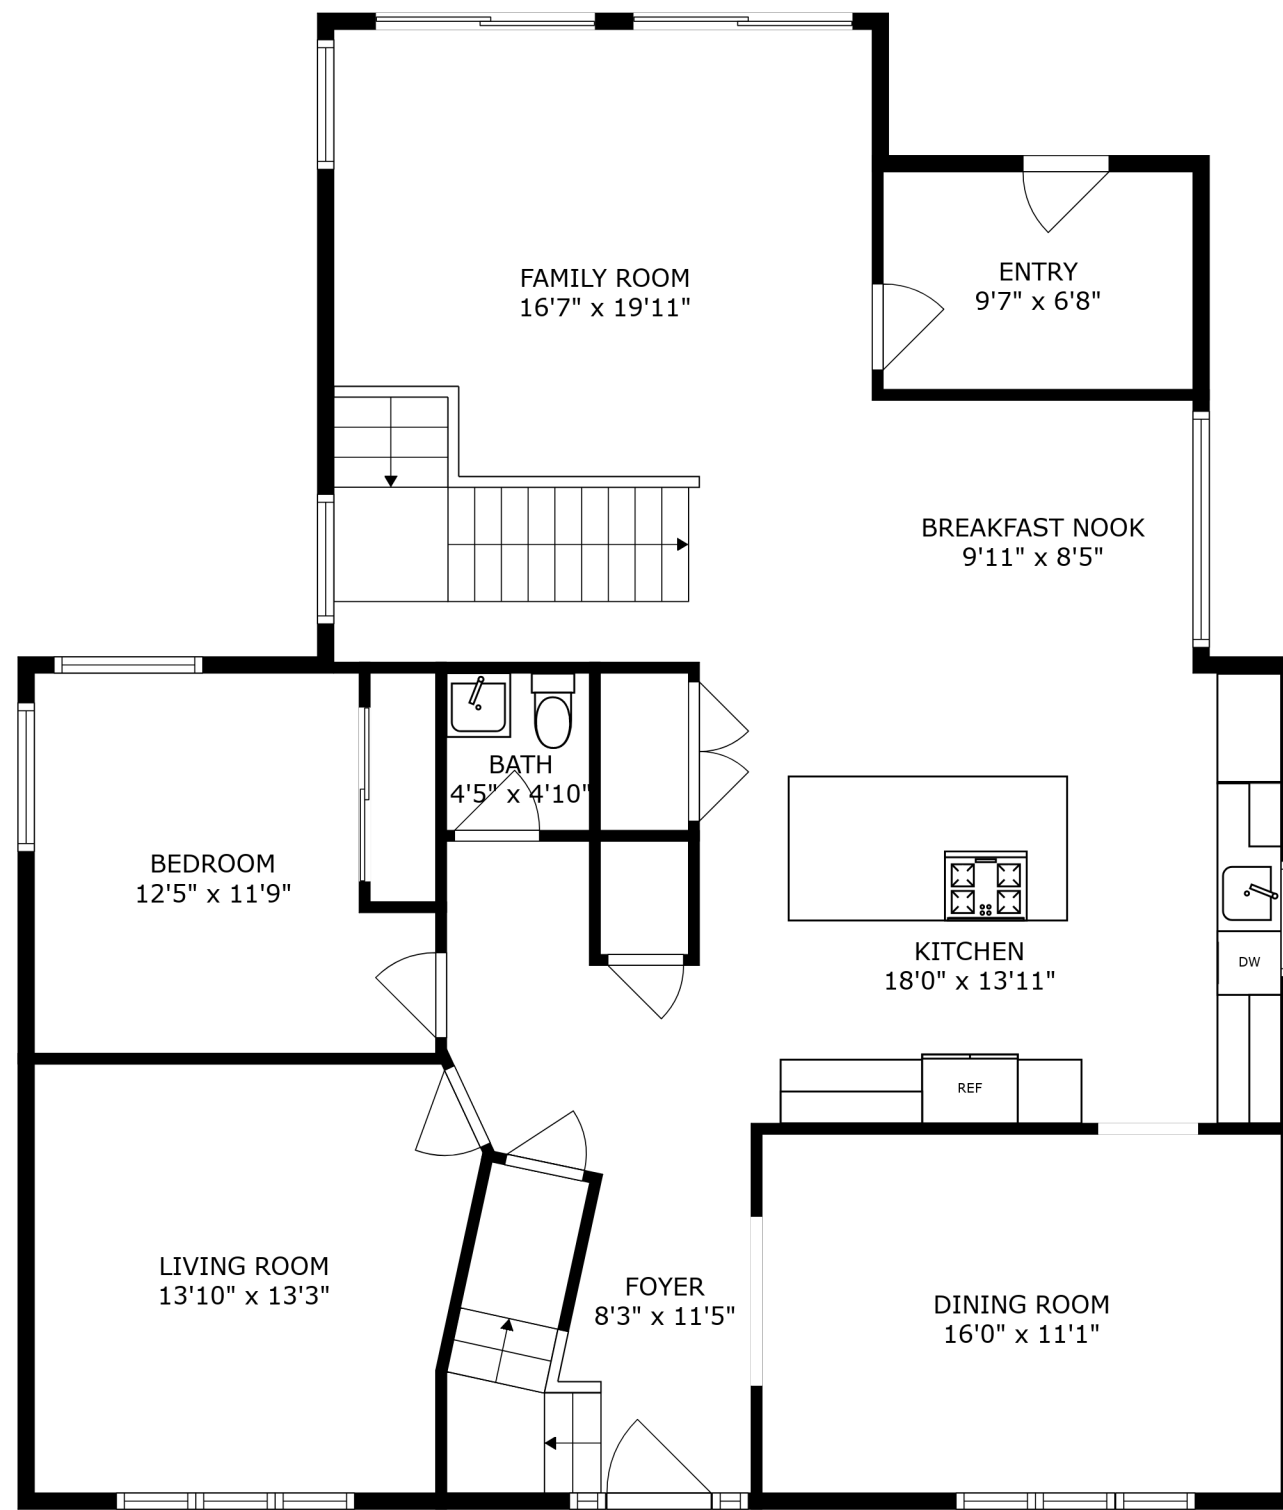 FAMILY ROOM
16'7" x 19'11"
ENTRY
9'7" x 6'8"
BREAKFAST NOOK
9'11" x 8'5"
BATH
4'5" x 4'10"
BEDROOM
12'5" x 11'9"
KITCHEN
18'0" x 13'11"
DW
REF
LIVING ROOM
13'10" x 13'3"
FOYER
8'3" x 11'5"
DINING ROOM
16'0" x 11'1"